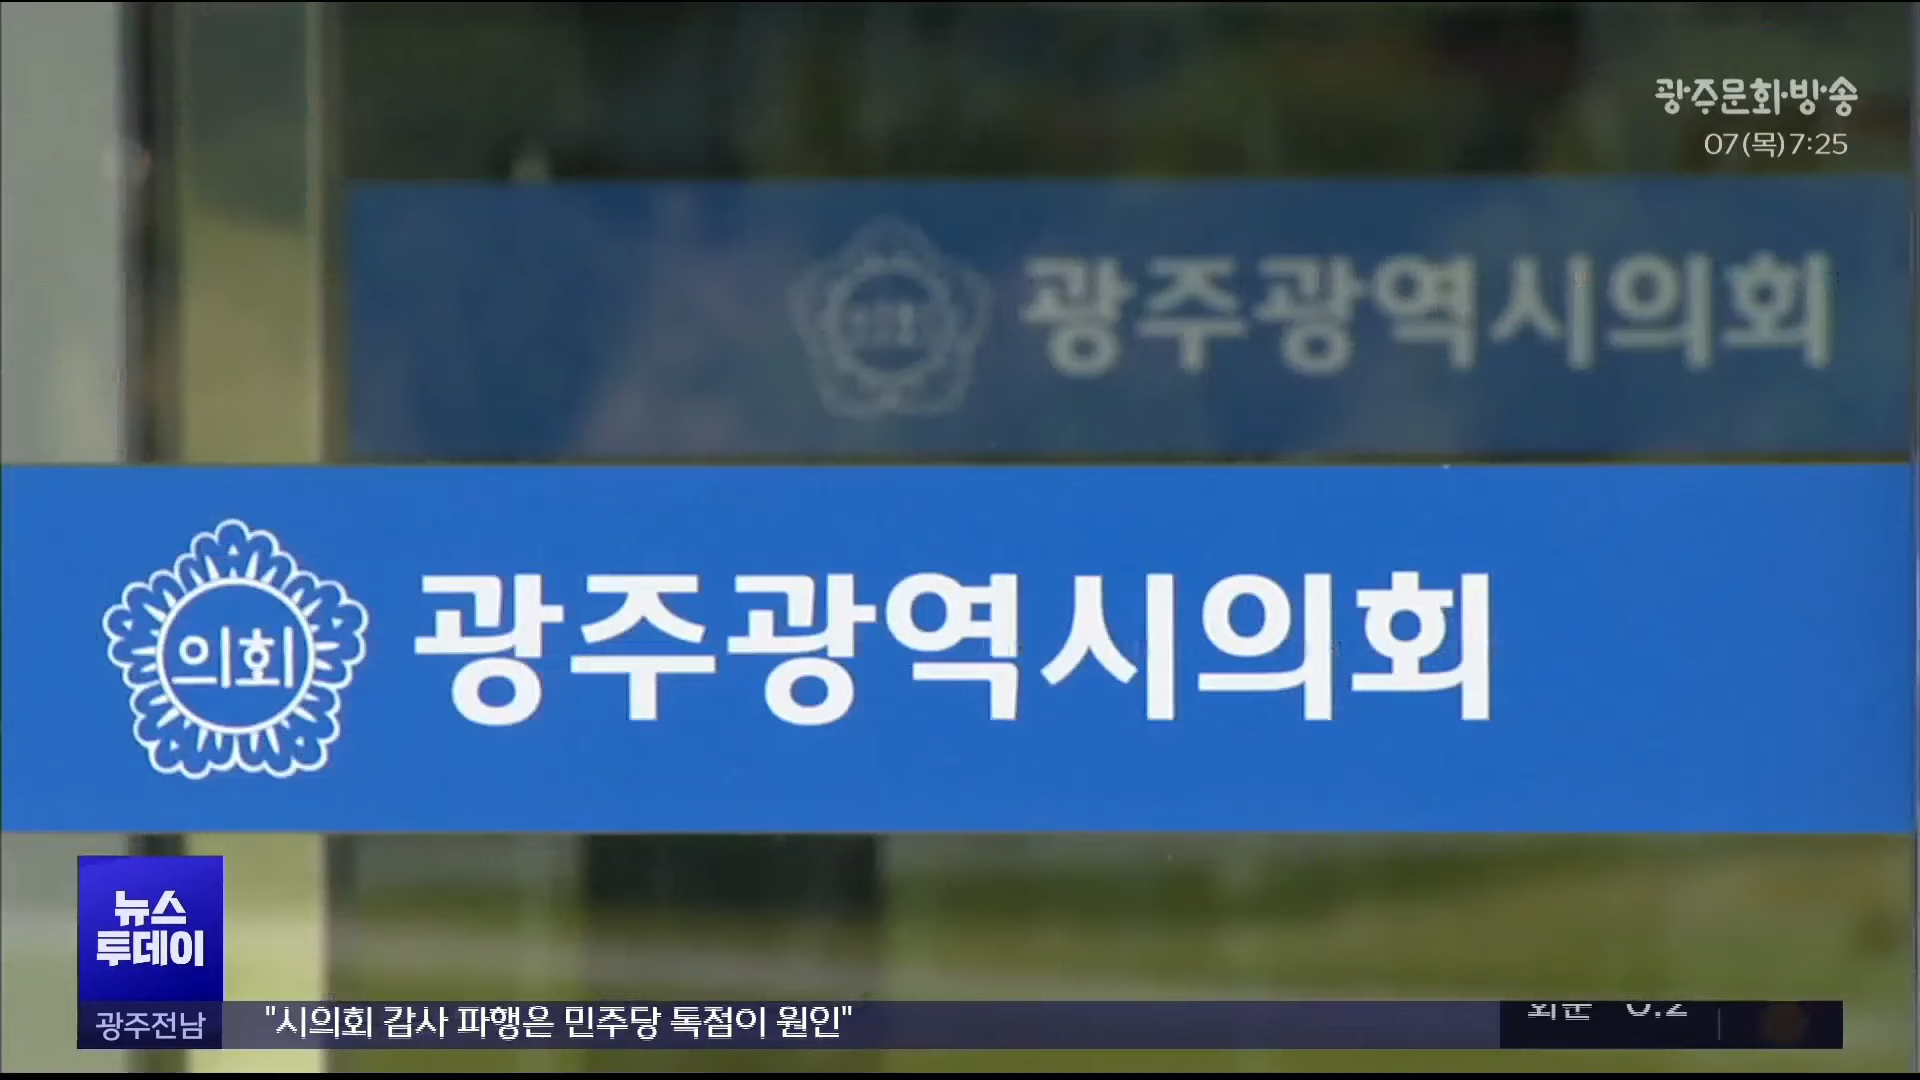 광주문화방송
07(목)7:25
광주광역시의회
의회
광주광역시의회
뉴스
투데이
광주전남
"시의회 감사 파행은 민주당 독점이 원인"